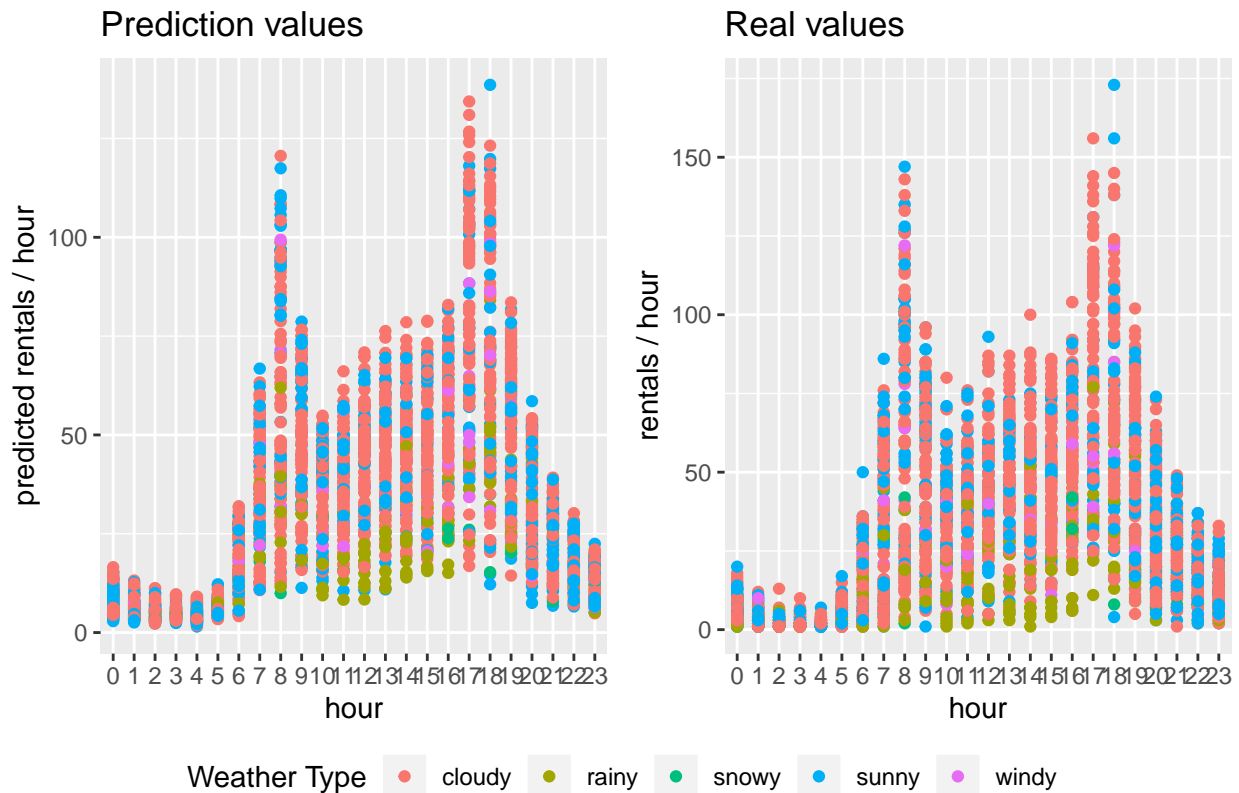 Prediction values
predicted rentals / hour
100
50
0
0 1 2 3 4 5 6 7 8 9 10 11 12 13 14 15 16 17 18 19 20 21 22 23
hour
Real values
rentals / hour
150
100
50
0
0 1 2 3 4 5 6 7 8 9 10 11 12 13 14 15 16 17 18 19 20 21 22 23
hour
Weather Type cloudy rainy snowy sunny windy